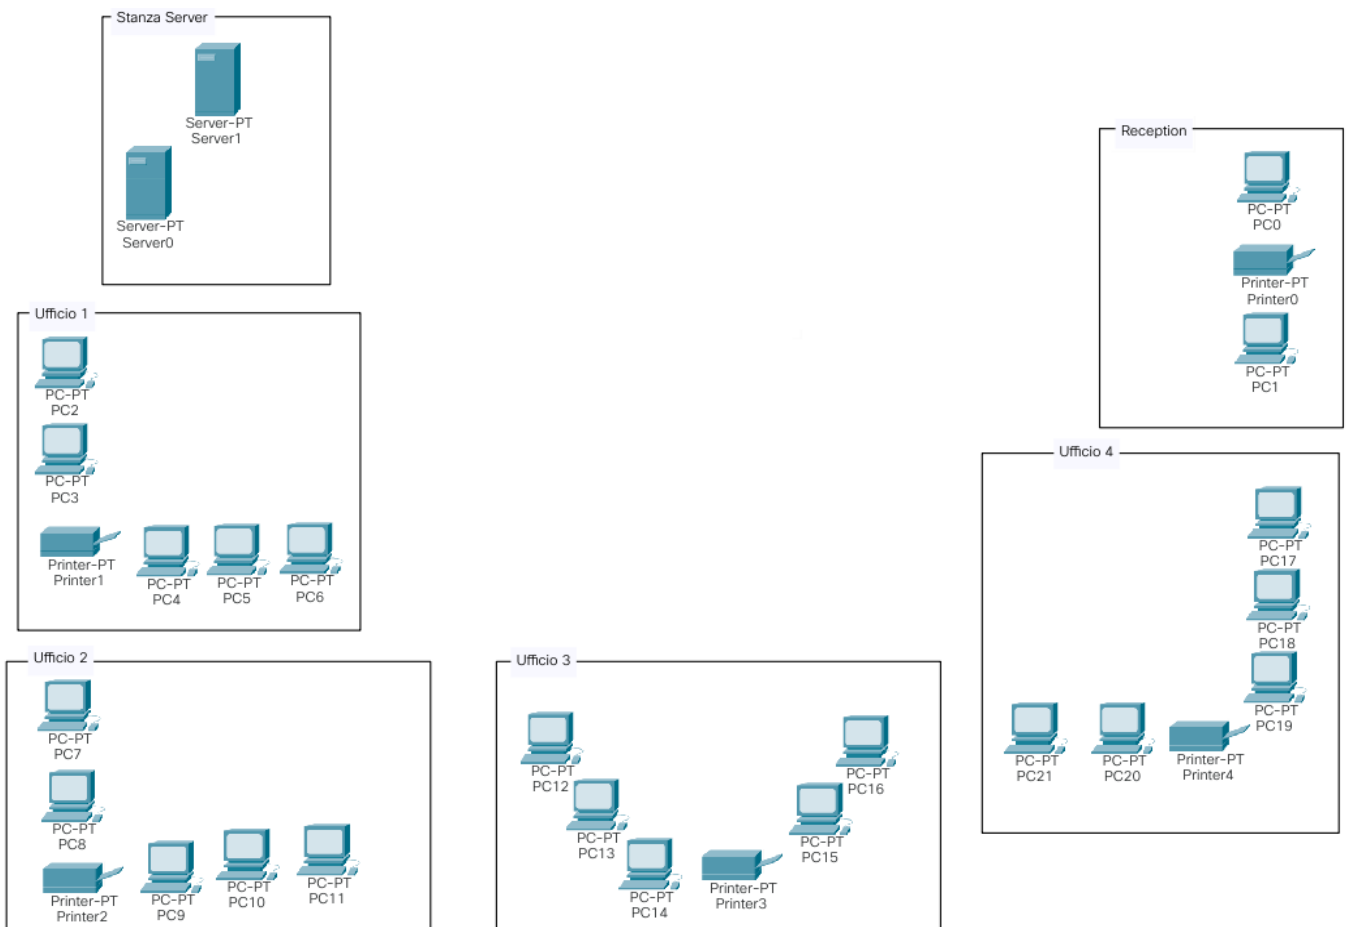 Stanza Server
Server-PT
Server1
Server-PT
Server0
Reception
PC-PT
PC0
Printer-PT
Printer0
PC-PT
PC1
Ufficio 1
PC-PT
PC2
PC-PT
PC3
Printer-PT
Printer1
PC-PT
PC4
PC-PT
PC5
PC-PT
PC6
Ufficio 4
PC-PT
PC17
PC-PT
PC18
PC-PT
PC19
PC-PT
PC21
PC-PT
PC20
Printer-PT
Printer4
Ufficio 2
PC-PT
PC7
PC-PT
PC8
Printer-PT
Printer2
PC-PT
PC9
PC-PT
PC10
PC-PT
PC11
Ufficio 3
PC-PT
PC12
PC-PT
PC13
PC-PT
PC14
Printer-PT
Printer3
PC-PT
PC15
PC-PT
PC16